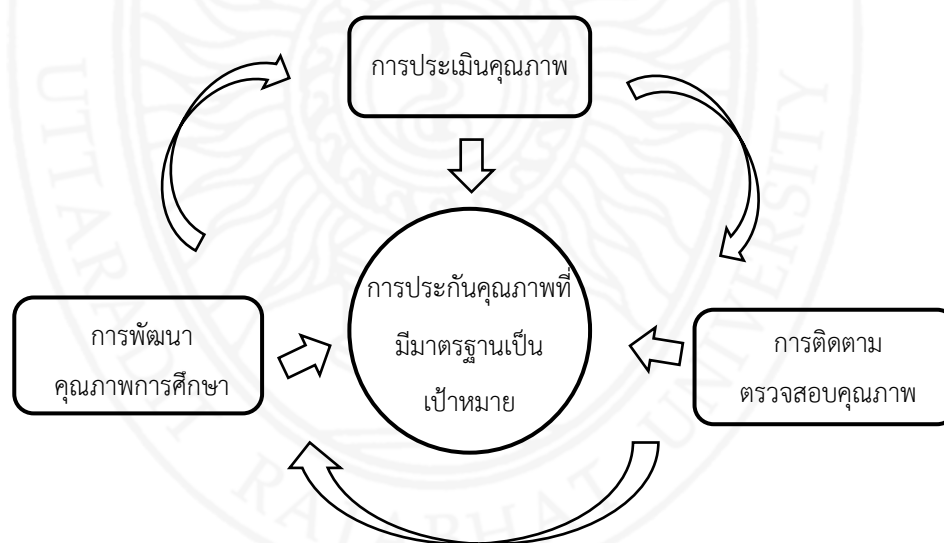 การประเมินคุณภาพ
การประกันคุณภาพที่
มีมาตรฐานเป็น
เป้าหมาย
การพัฒนา
คุณภาพการศึกษา
การติดตาม
ตรวจสอบคุณภาพ
UTTARADIT RAJABHAT UNIVERSITY